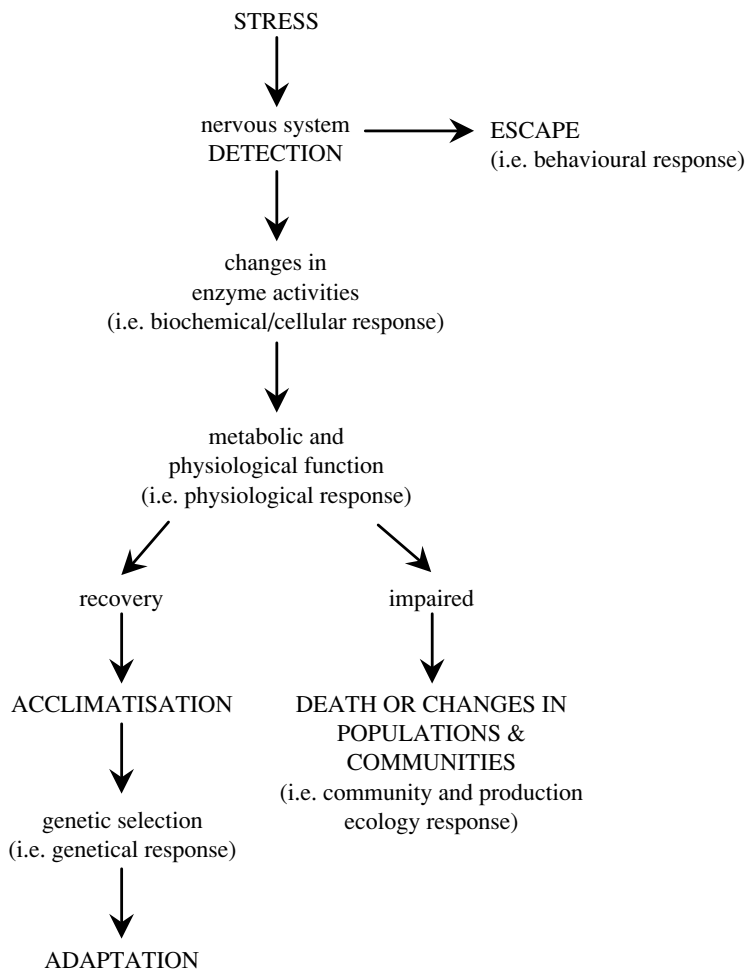 STRESS
nervous system
DETECTION
ESCAPE
(i.e. behavioural response)
changes in
enzyme activities
(i.e. biochemical/cellular response)
metabolic and
physiological function
(i.e. physiological response)
recovery
impaired
ACCLIMATISATION
DEATH OR CHANGES IN
POPULATIONS &
COMMUNITIES
(i.e. community and production
ecology response)
genetic selection
(i.e. genetical response)
ADAPTATION